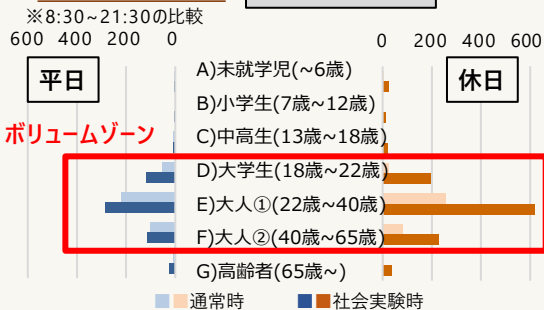 ※8:30~21:30の比較
600 400 200 0
0 200 400 600
平日
休日
ボリュームゾーン
A)未就学児(~6歳)
B)小学生(7歳~12歳)
C)中高生(13歳~18歳)
D)大学生(18歳~22歳)
E)大人①(22歳~40歳)
F)大人②(40歳~65歳)
G)高齢者(65歳~)
通常時 社会実験時